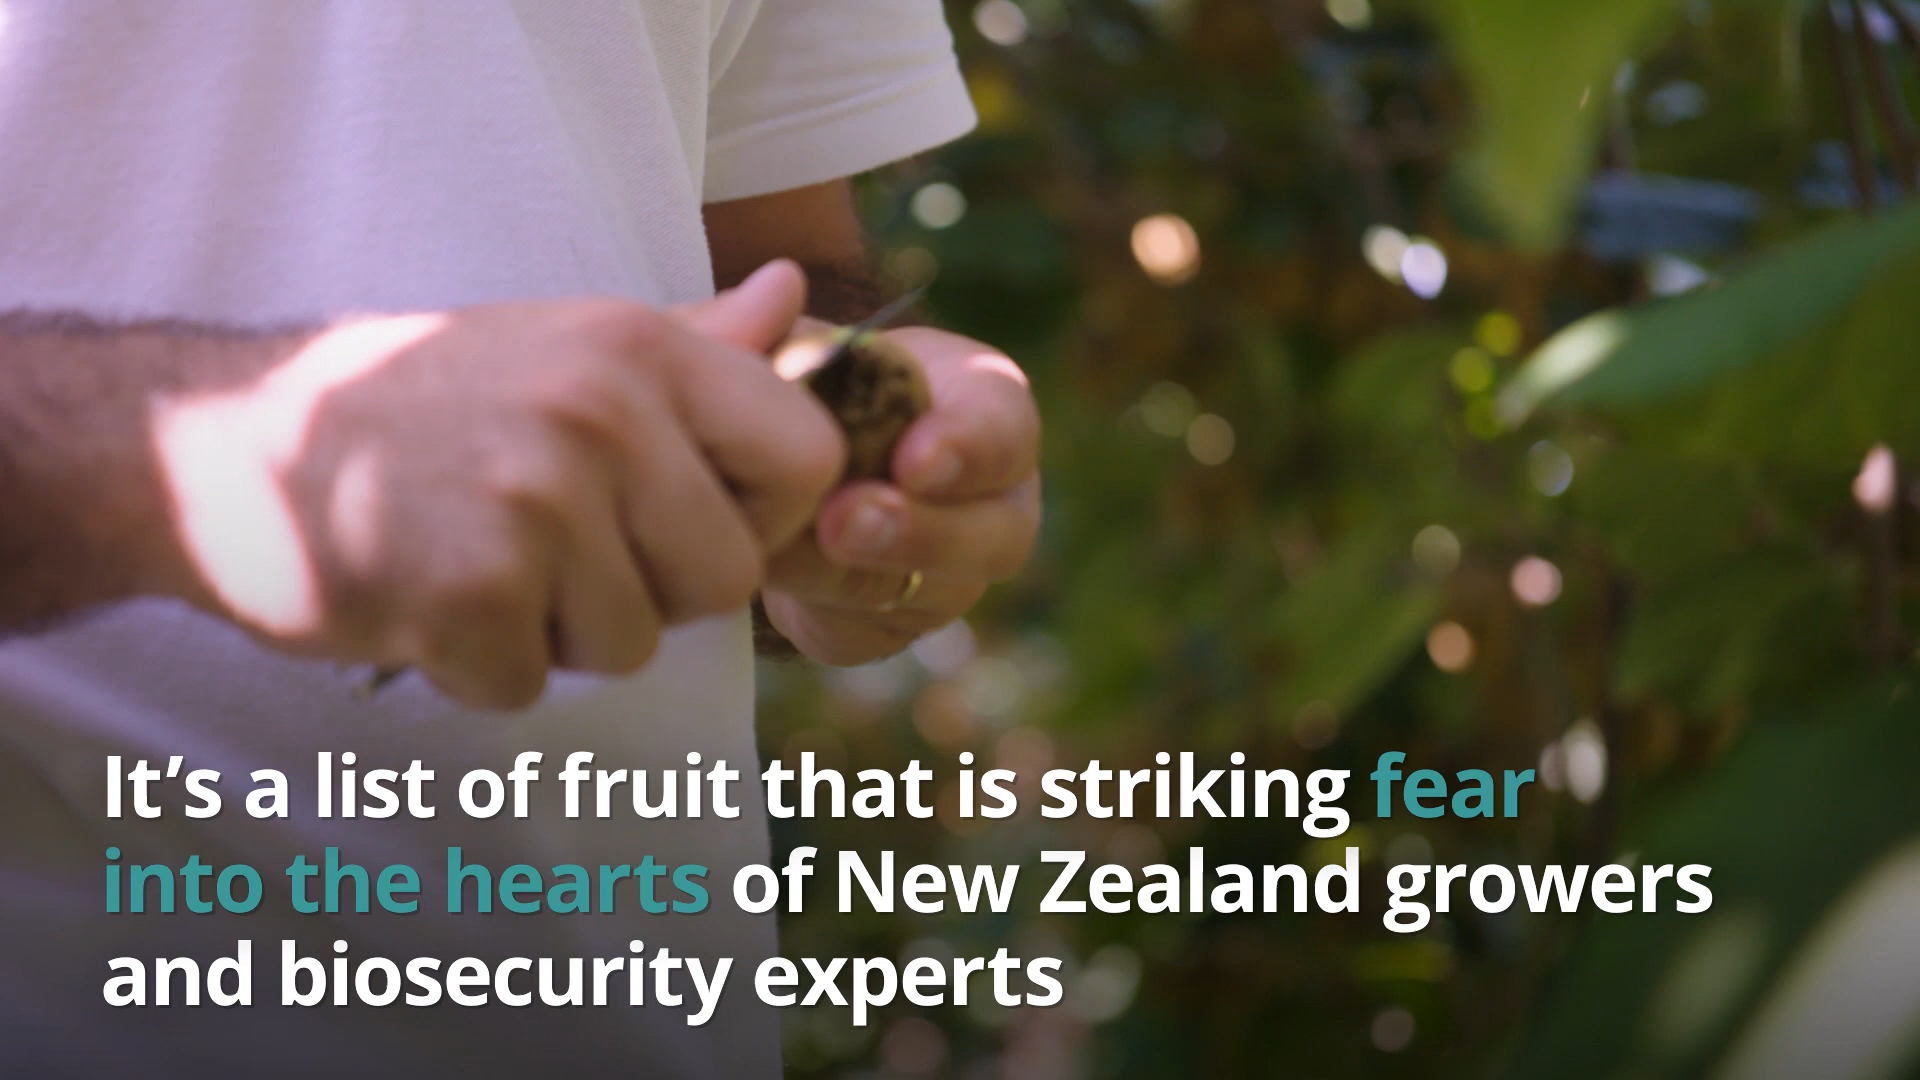 It’s a list of fruit that is striking fear
into the hearts of New Zealand growers
and biosecurity experts